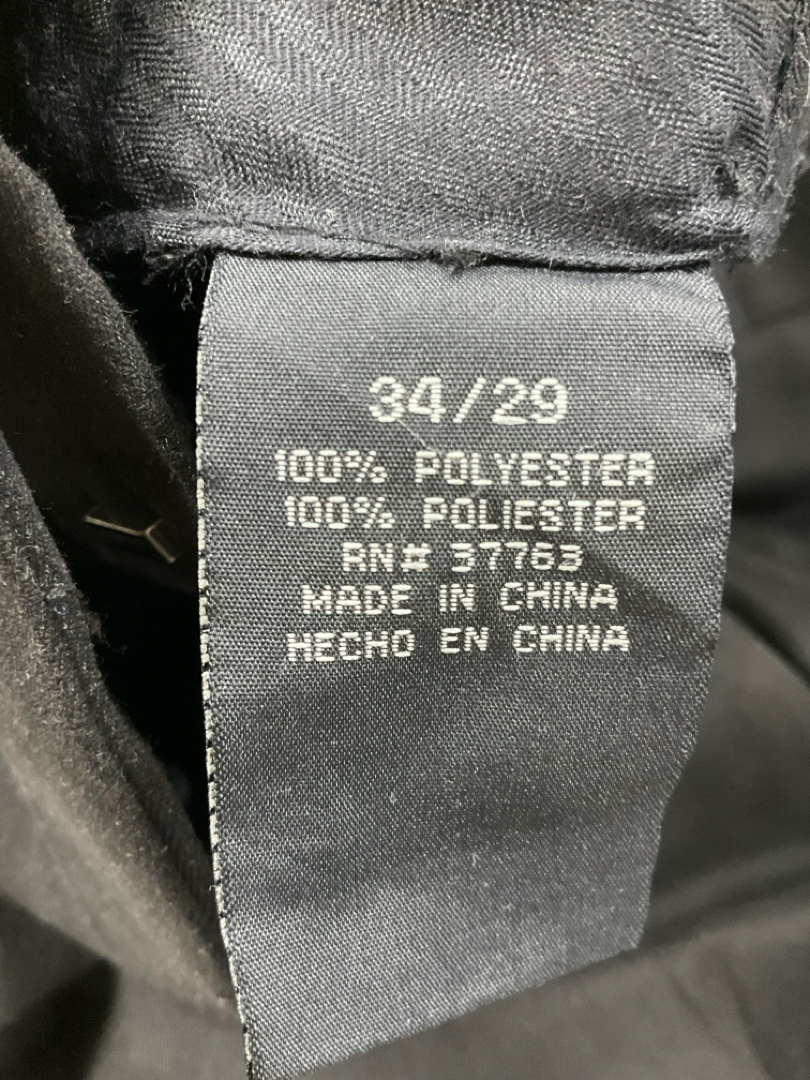 34/29
100% POLYESTER
100% POLIESTER
RN# 37763
MADE IN CHINA
HECHO EN CHINA